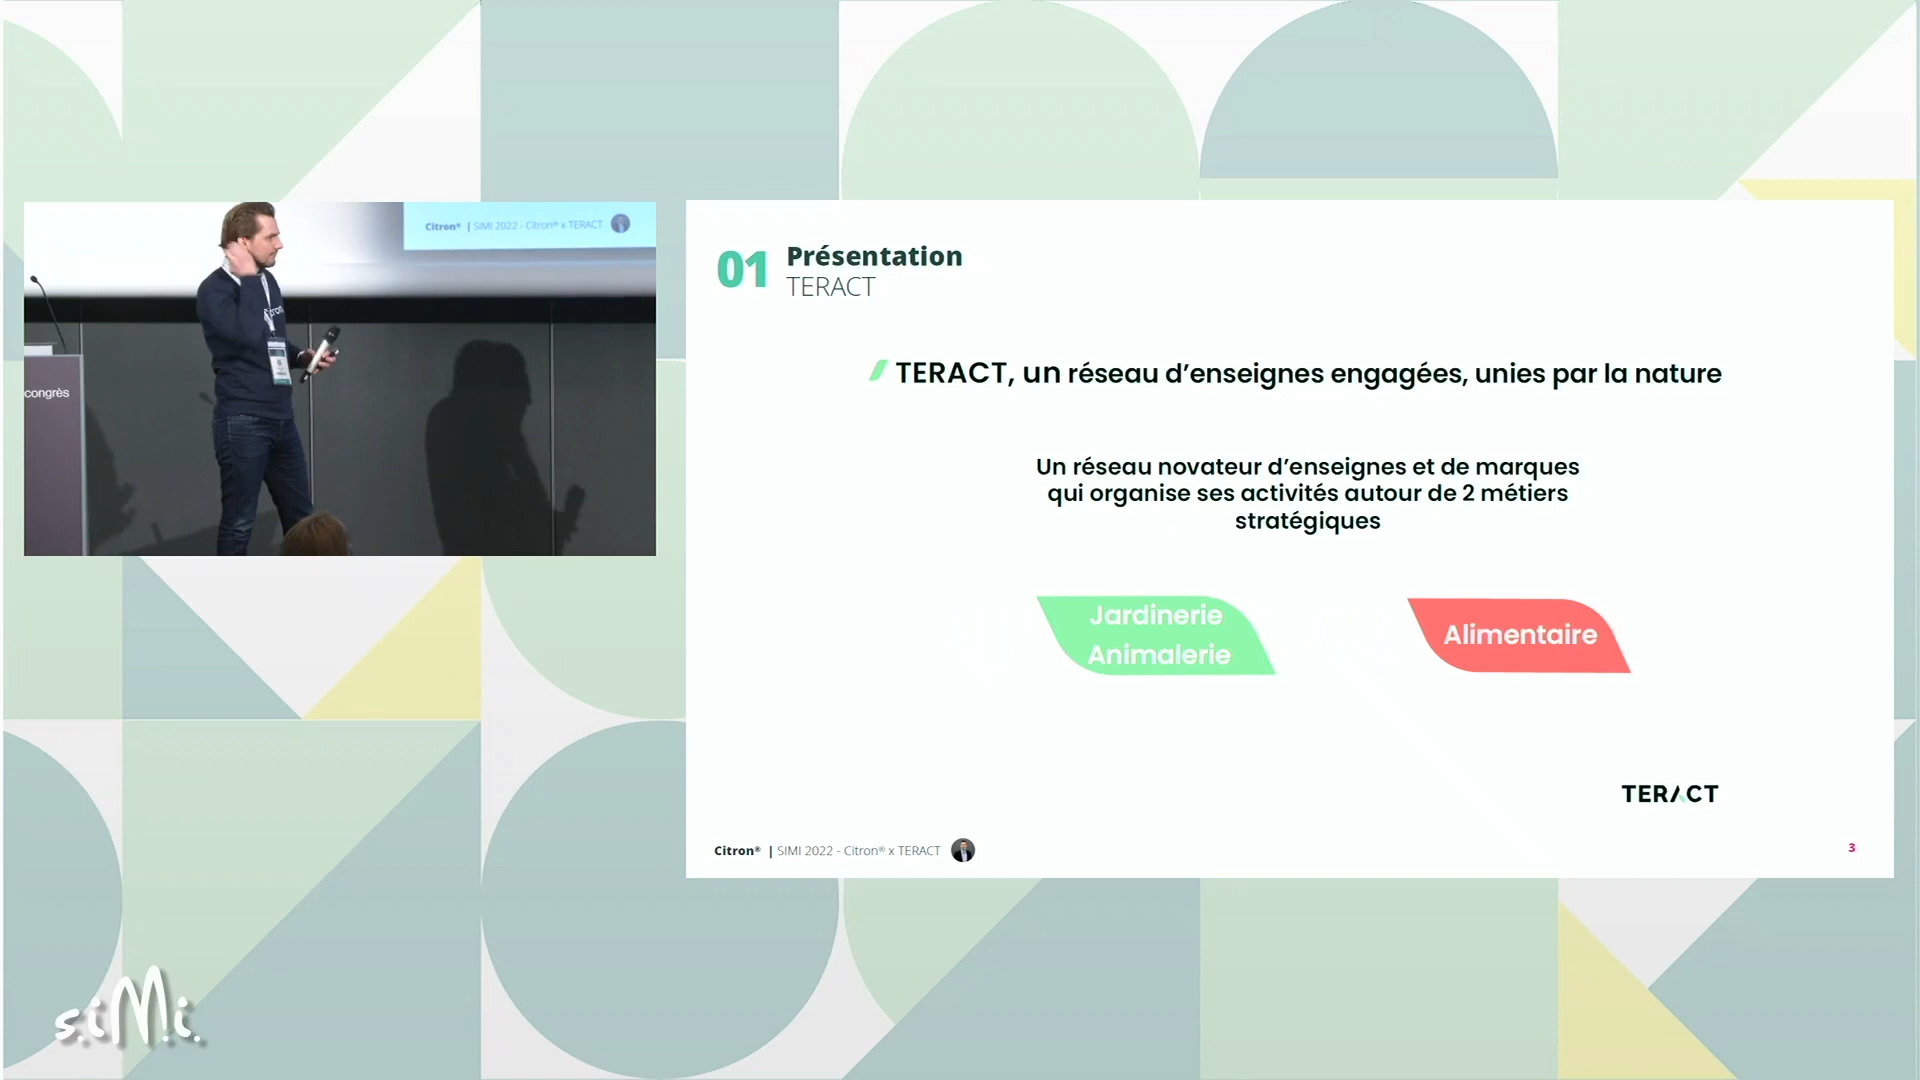 Citron® | SIMI 2022 - Citron® x TERACT
congrès
01 Présentation
TERACT
TERACT, un réseau d’enseignes engagées, unies par la nature
Un réseau novateur d’enseignes et de marques
qui organise ses activités autour de 2 métiers
stratégiques
Jardinerie
Animalerie
Alimentaire
TERACT
Citron® | SIMI 2022 - Citron® x TERACT
3
s.i.M.i.